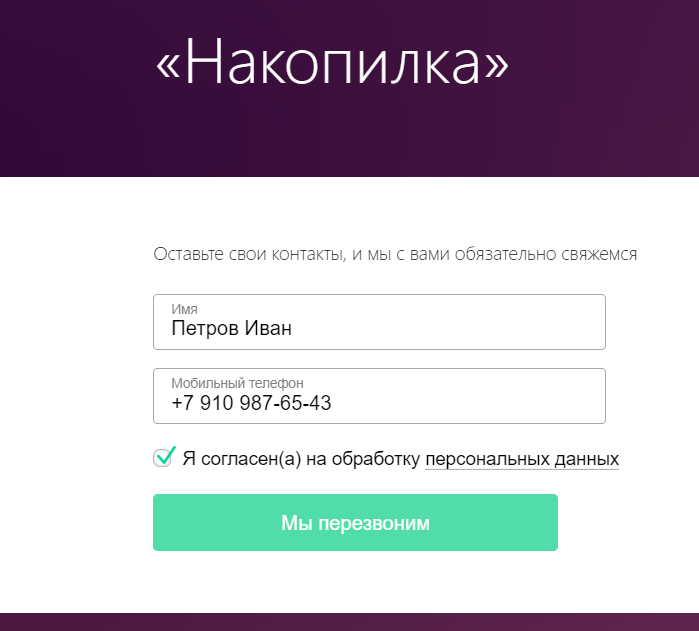 «Накопилка»
Оставьте свои контакты, и мы с вами обязательно свяжемся
Имя
Петров Иван
Мобильный телефон
+7 910 987-65-43
Я согласен(а) на обработку персональных данных
Мы перезвоним